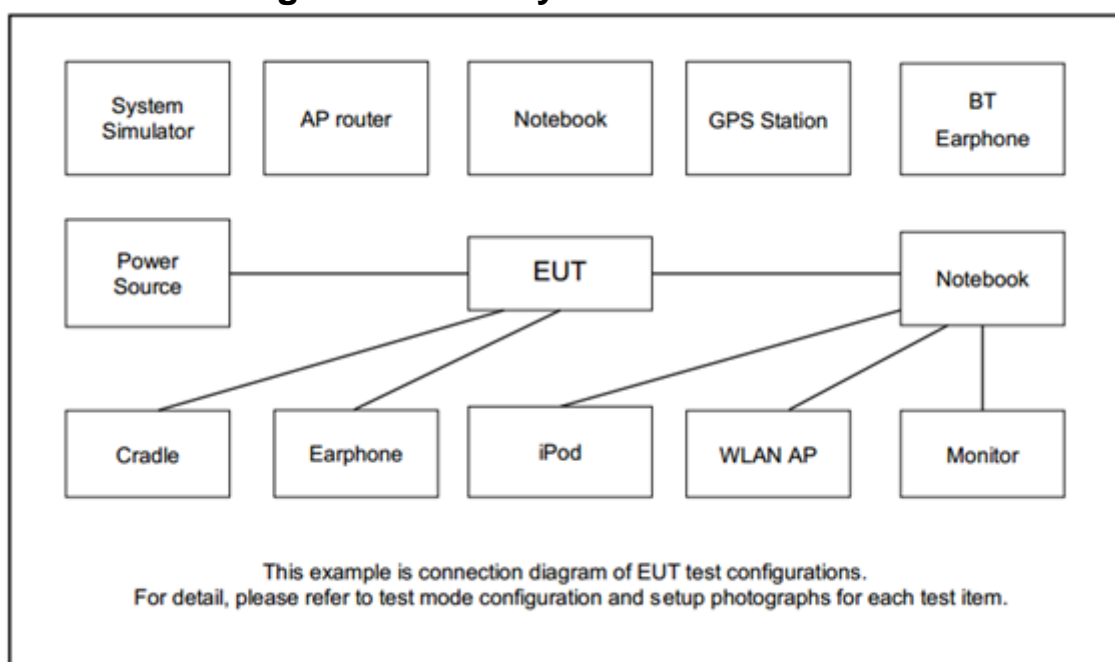 System
Simulator
AP router
Notebook
GPS Station
BT
Earphone
Power
Source
EUT
Notebook
Cradle
Earphone
iPod
WLAN AP
Monitor
This example is connection diagram of EUT test configurations.
For detail, please refer to test mode configuration and setup photographs for each test item.